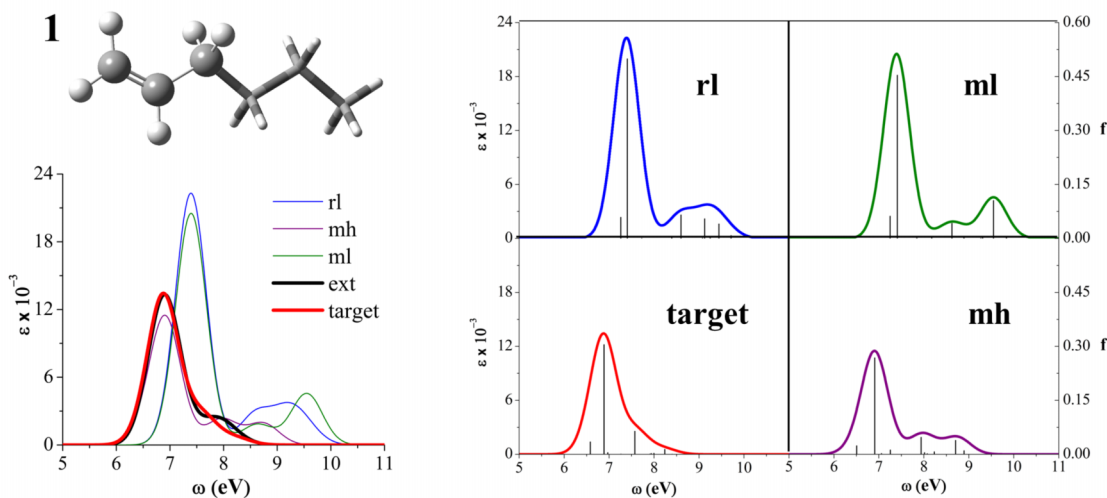 1
24
18
12
6
0
ε x 10⁻³
rl
mh
ml
ext
target
5 6 7 8 9 10 11
ω (eV)
24
18
12
6
0
ε x 10⁻³
rl
ml
0.60
0.45
0.30
0.15
0.00
f
18
12
6
0
ε x 10⁻³
target
mh
0.45
0.30
0.15
0.00
f
5 6 7 8 9 10 5 6 7 8 9 10 11
ω (eV) ω (eV)